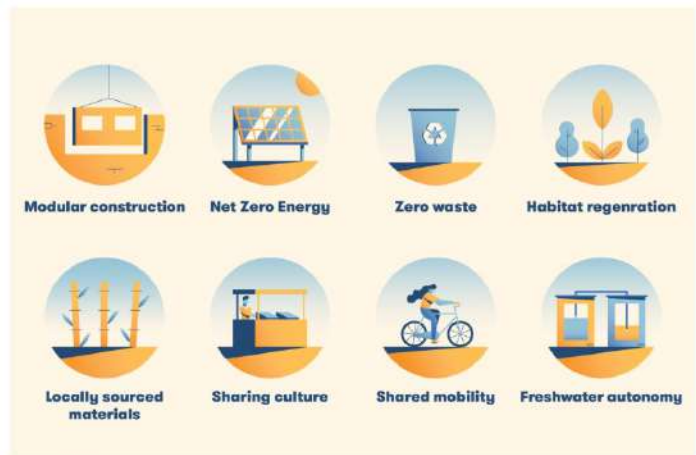 Modular construction
Net Zero Energy
Zero waste
Habitat regenration
Locally sourced
materials
Sharing culture
Shared mobility
Freshwater autonomy